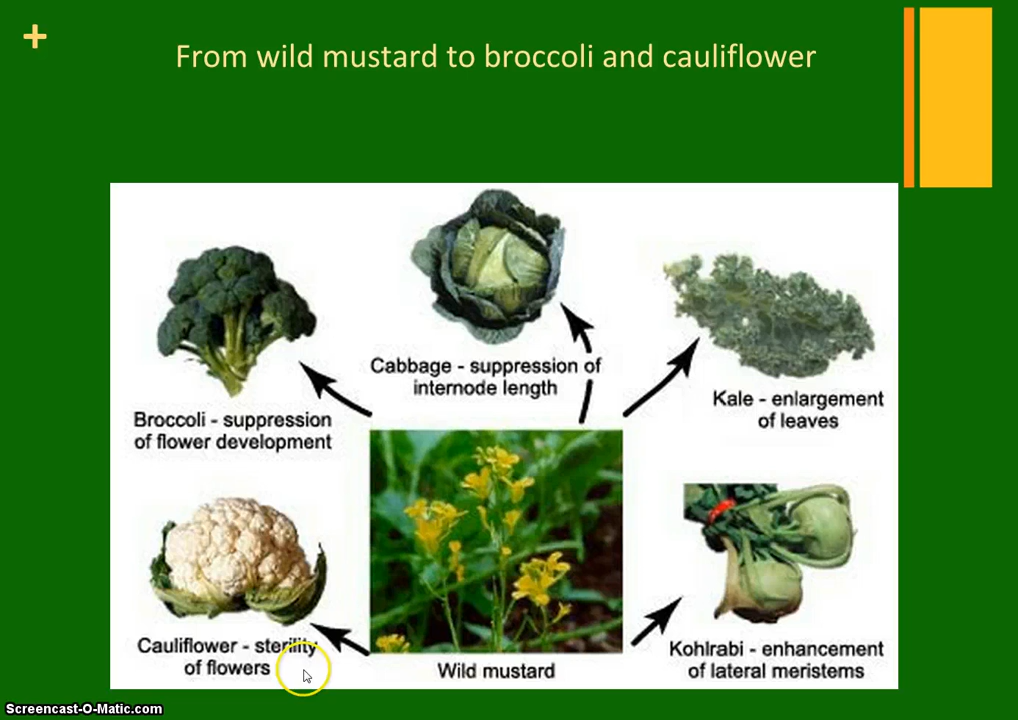 +
From wild mustard to broccoli and cauliflower
Cabbage - suppression of
internode length
Kale - enlargement
of leaves
Broccoli - suppression
of flower development
Cauliflower - sterility
of flowers
Wild mustard
Kohlrabi - enhancement
of lateral meristems
Screencast-O-Matic.com